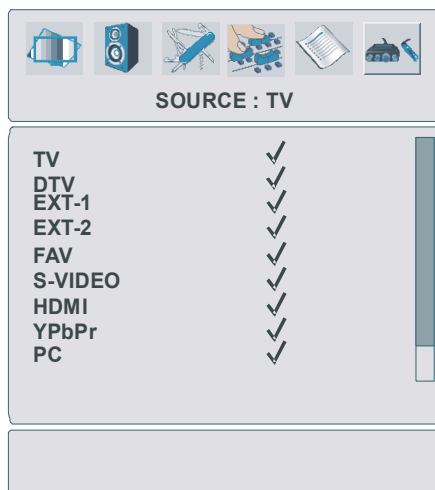 SOURCE : TV
TV ✓
DTV ✓
EXT-1 ✓
EXT-2 ✓
FAV ✓
S-VIDEO ✓
HDMI ✓
YPbPr ✓
PC ✓